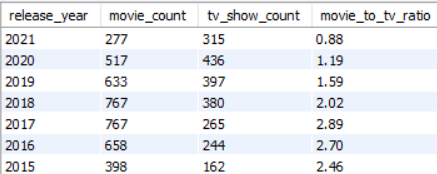 release_year movie_count tv_show_count movie_to_tv_ratio
2021 277 315 0.88
2020 517 436 1.19
2019 633 397 1.59
2018 767 380 2.02
2017 767 265 2.89
2016 658 244 2.70
2015 398 162 2.46